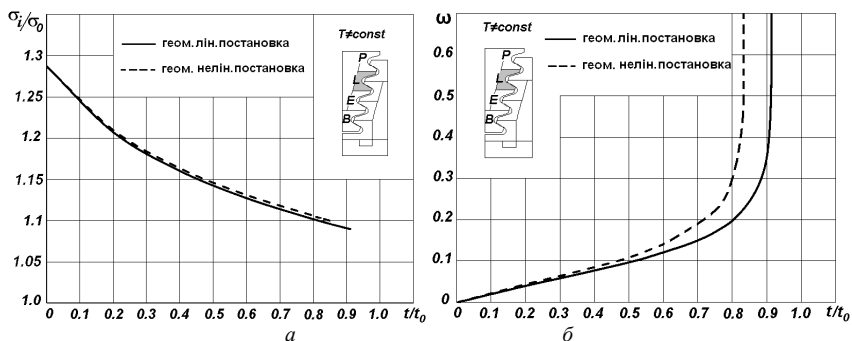 σi/σ0
1.3
1.25
1.2
1.15
1.1
1.05
1.0
0 0.1 0.2 0.3 0.4 0.5 0.6 0.7 0.8 0.9 1.0 t/t0
геом.лін.постановка
геом. нелін.постановка
T≠const
P
L
E
B
а
ω
0.6
0.5
0.4
0.3
0.2
0.1
0
0 0.1 0.2 0.3 0.4 0.5 0.6 0.7 0.8 0.9 1.0 t/t0
T≠const
P
L
E
B
геом.лін.постановка
геом. нелін.постановка
б